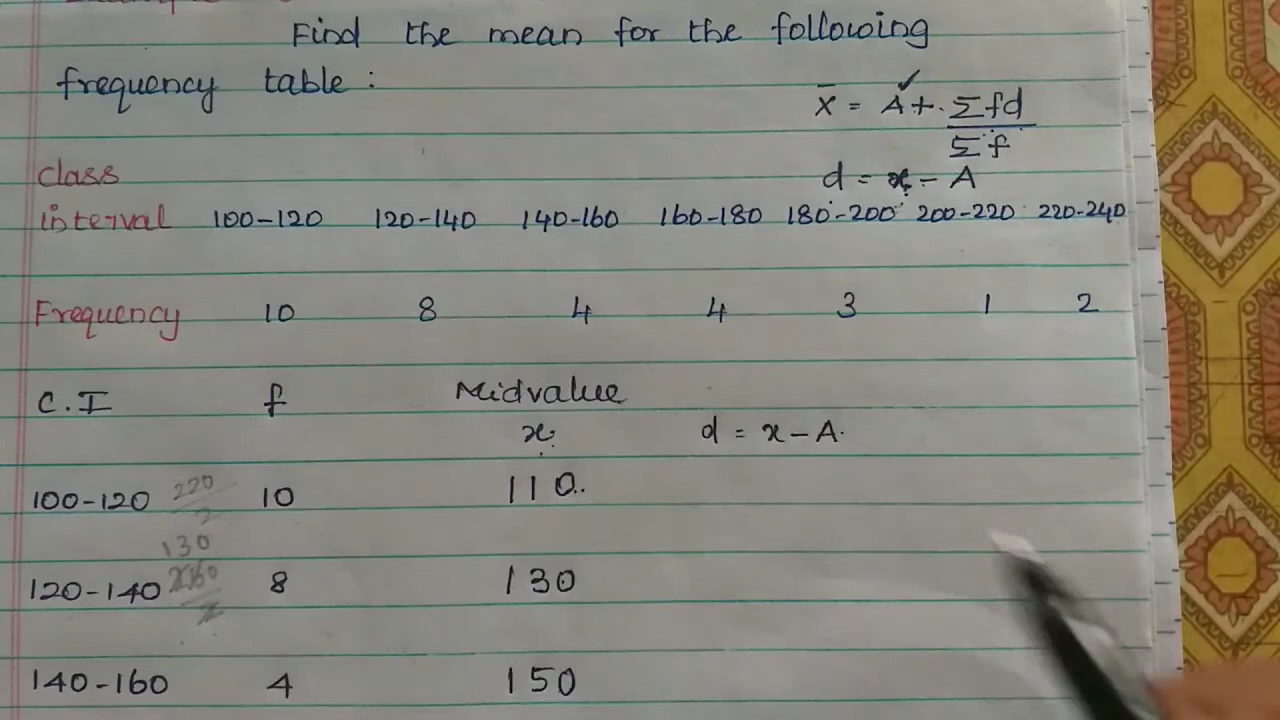 Find the mean for the following
frequency table :
x̄ = A + Σfd / Σf
d = x - A
Class
interval 100-120 120-140 140-160 160-180 180-200 200-220 220-240
Frequency 10 8 4 4 3 1 2
C.I f Midvalue
x d = x - A.
100-120 220/2 10 110
130
120-140 260/2 8 130
140-160 4 150